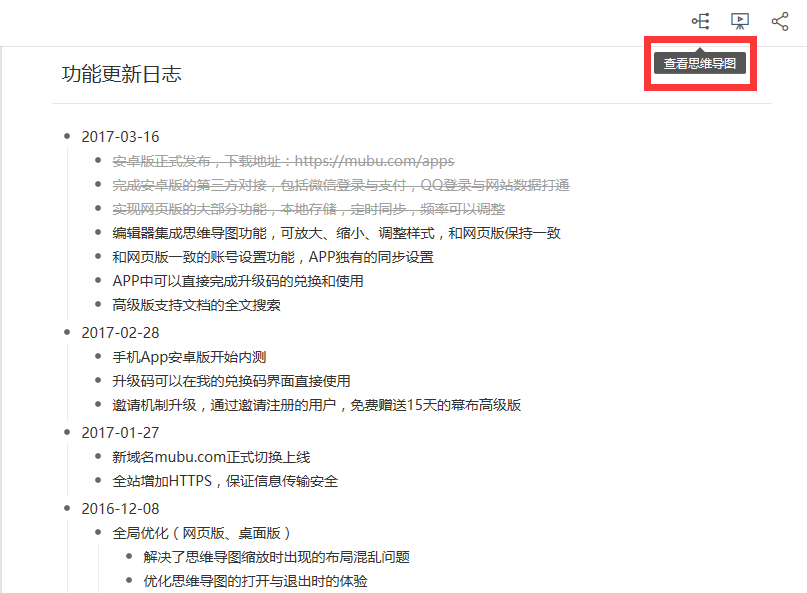 查看思维导图
功能更新日志
2017-03-16
安卓版正式发布，下载地址：https://mubu.com/apps
完成安卓版的第三方对接，包括微信登录与支付，QQ登录与网站数据打通
实现网页版的大部分功能，本地存储，定时同步，频率可以调整
编辑器集成思维导图功能，可放大、缩小、调整样式，和网页版保持一致
和网页版一致的账号设置功能，APP独有的同步设置
APP中可以直接完成升级码的兑换和使用
高级版支持文档的全文搜索
2017-02-28
手机App安卓版开始内测
升级码可以在我的兑换码界面直接使用
邀请机制升级，通过邀请注册的用户，免费赠送15天的幕布高级版
2017-01-27
新域名mubu.com正式切换上线
全站增加HTTPS，保证信息传输安全
2016-12-08
全局优化（网页版、桌面版）
解决了思维导图缩放时出现的布局混乱问题
优化思维导图的打开与退出时的体验